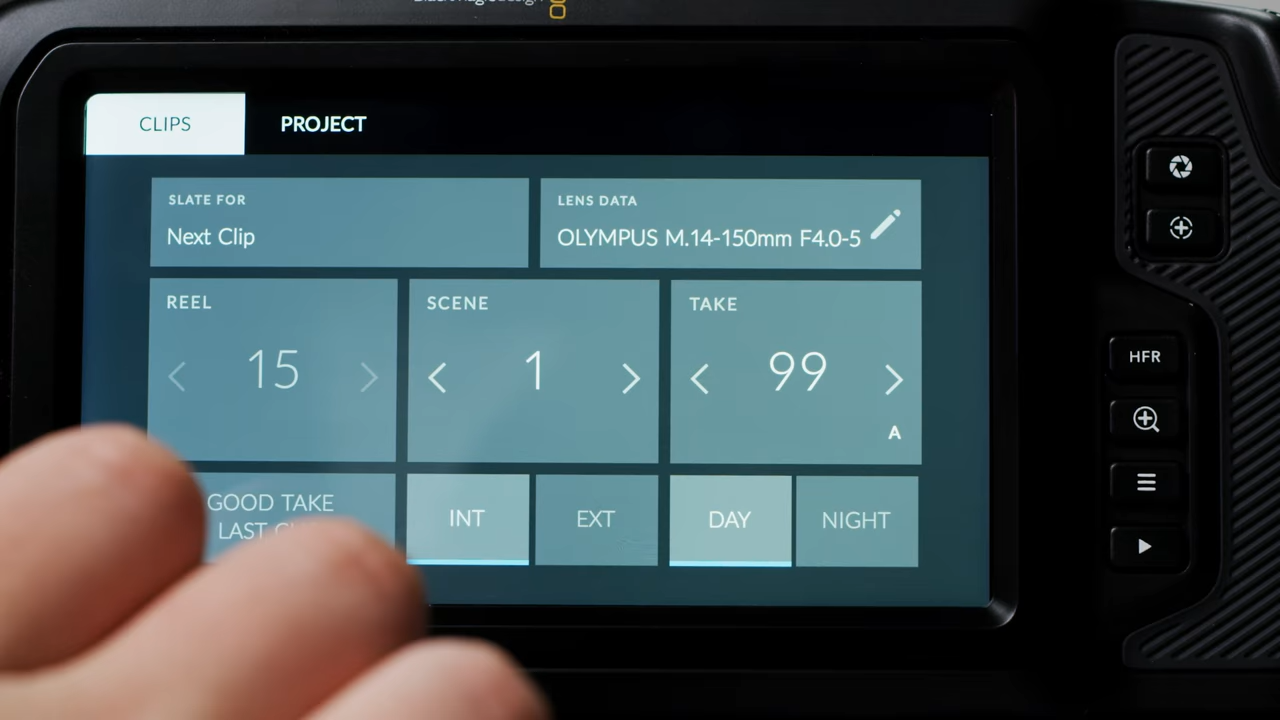 CLIPS
PROJECT
SLATE FOR
Next Clip
LENS DATA
OLYMPUS M.14-150mm F4.0-5
REEL
15
SCENE
1
TAKE
99
A
GOOD TAKE
LAST
INT
EXT
DAY
NIGHT
HFR